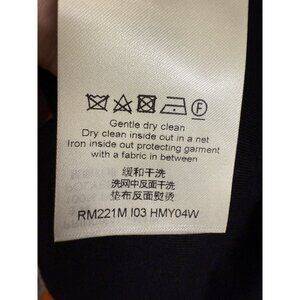 F
Gentle dry clean
Dry clean inside out in a net
Iron inside out protecting garment
with a fabric in between
缓和干洗
洗网中反面干洗
垫布反面熨烫
RM221M I03 HMY04W